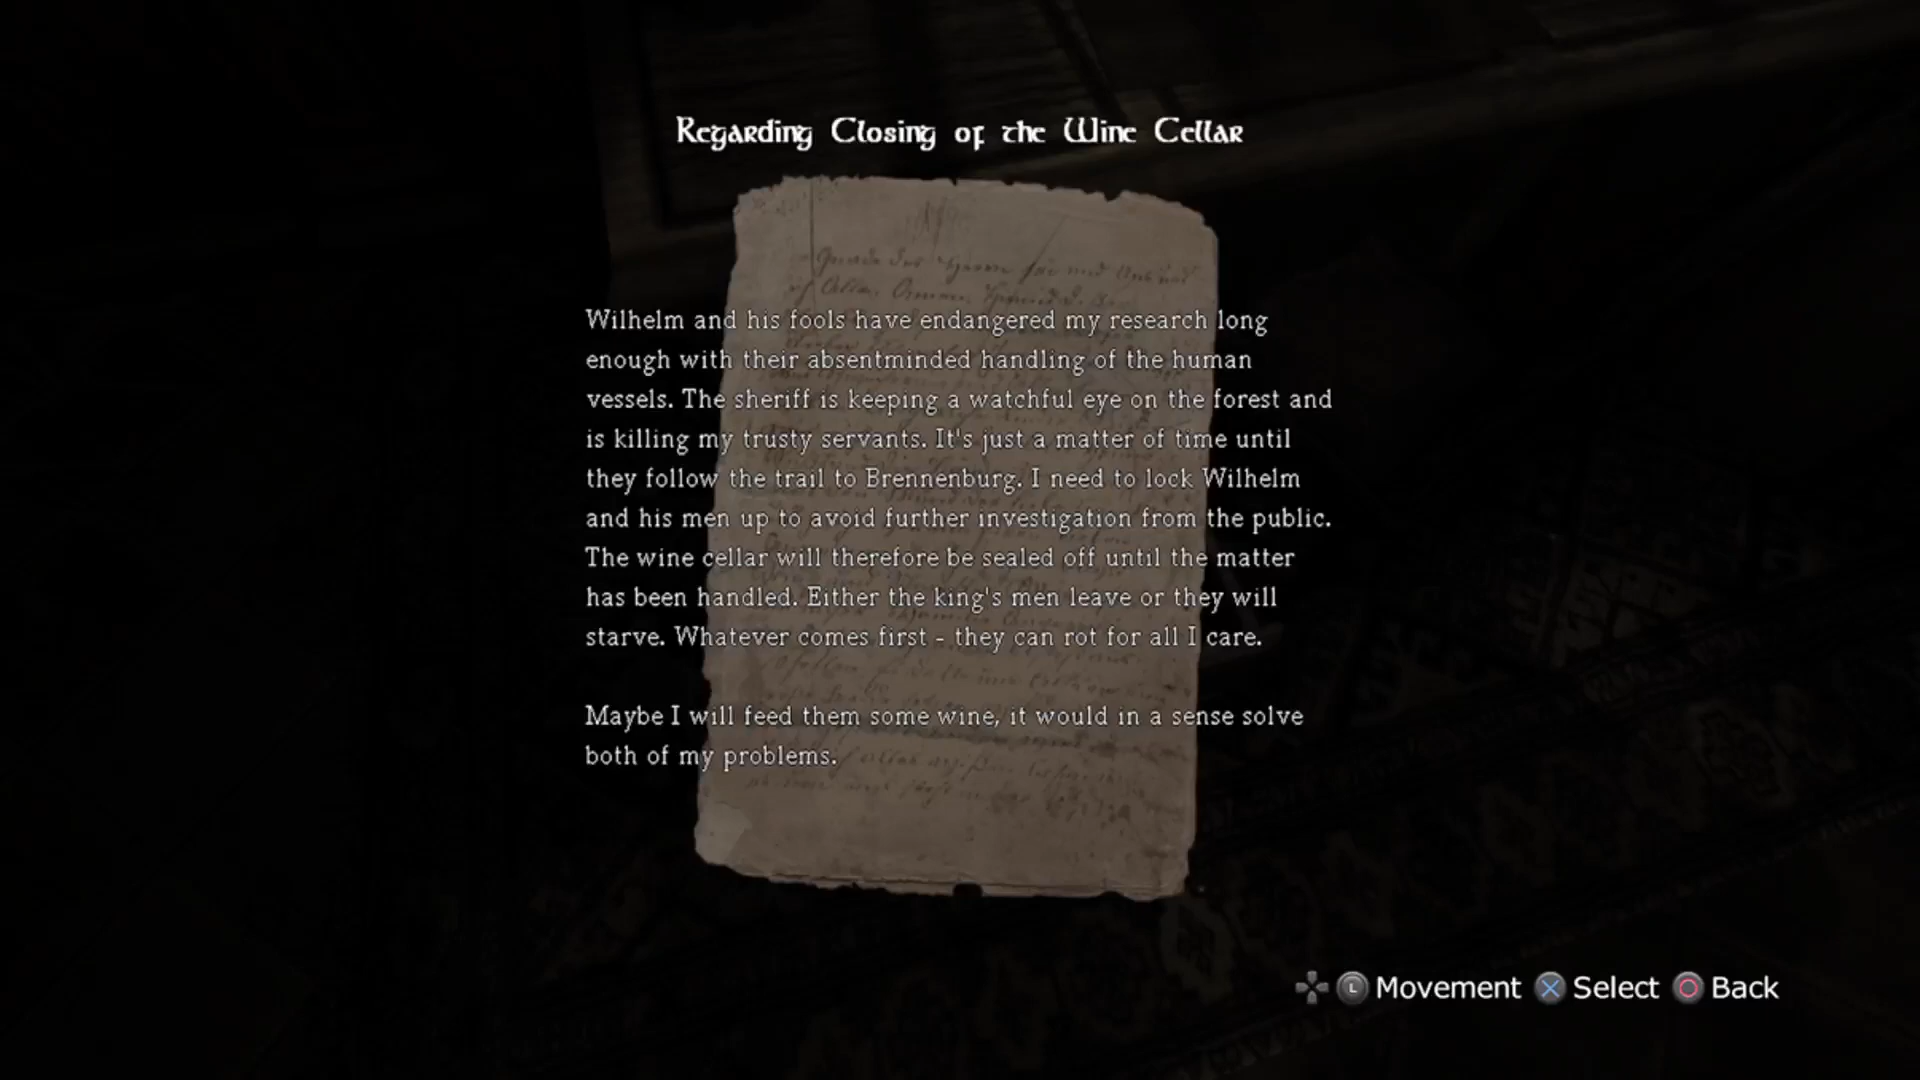 Regarding Closing of the Wine Cellar
Wilhelm and his fools have endangered my research long
enough with their absentminded handling of the human
vessels. The sheriff is keeping a watchful eye on the forest and
is killing my trusty servants. It's just a matter of time until
they follow the trail to Brennenburg. I need to lock Wilhelm
and his men up to avoid further investigation from the public.
The wine cellar will therefore be sealed off until the matter
has been handled. Either the king's men leave or they will
starve. Whatever comes first - they can rot for all I care.
Maybe I will feed them some wine, it would in a sense solve
both of my problems.
L Movement Select Back